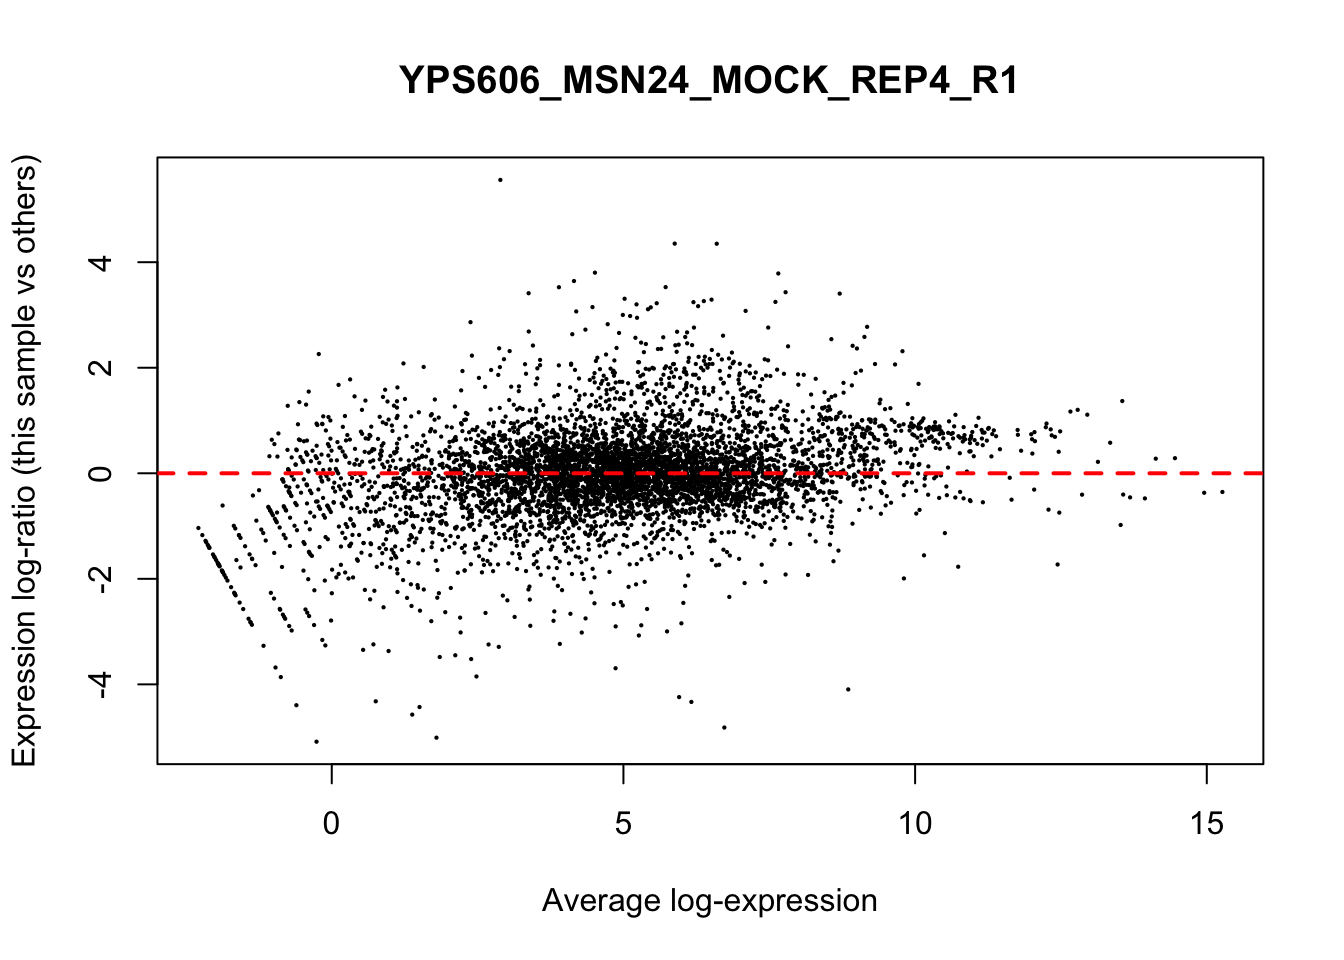 YPS606_MSN24_MOCK_REP4_R1
Expression log-ratio (this sample vs others)
4
2
0
-2
-4
0 5 10 15
Average log-expression